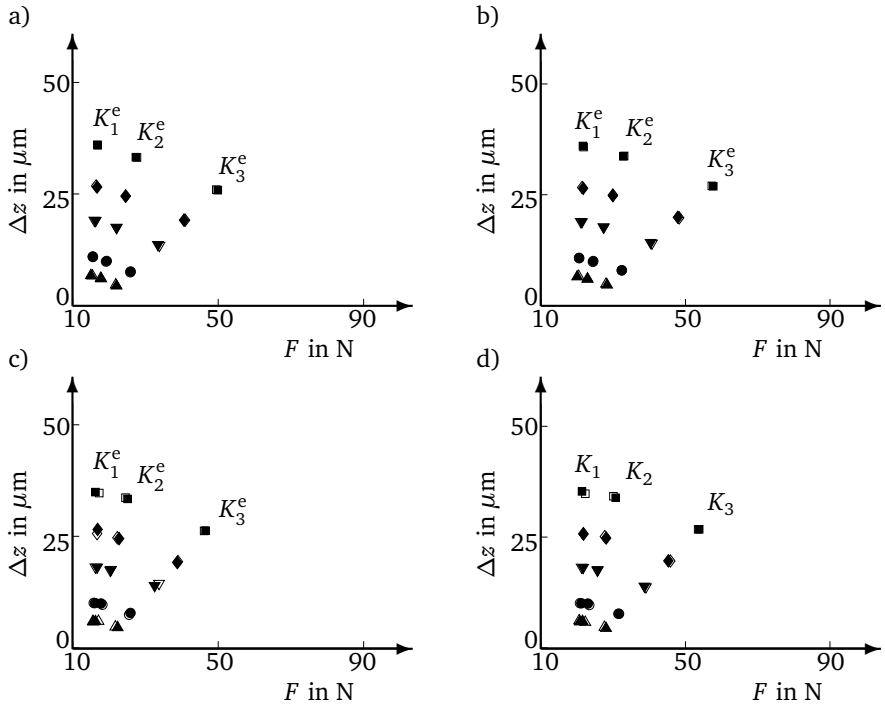 a)
Δz in μm
50
25
0
K₁ᵉ
K₂ᵉ
K₃ᵉ
10 50 90
F in N
b)
Δz in μm
50
25
0
K₁ᵉ
K₂ᵉ
K₃ᵉ
10 50 90
F in N
c)
Δz in μm
50
25
0
K₁ᵉ
K₂ᵉ
K₃ᵉ
10 50 90
F in N
d)
Δz in μm
50
25
0
K₁
K₂
K₃
10 50 90
F in N